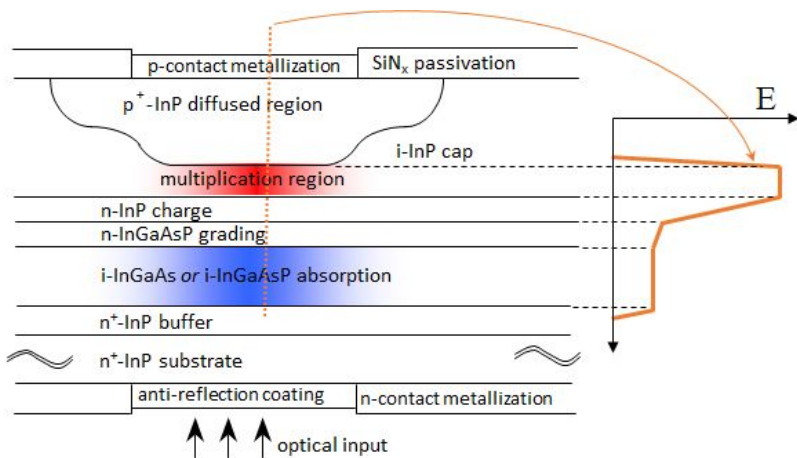 p-contact metallization
SiNx passivation
p+-InP diffused region
E
i-InP cap
multiplication region
n-InP charge
n-InGaAsP grading
i-InGaAs or i-InGaAsP absorption
n+-InP buffer
n+-InP substrate
anti-reflection coating
n-contact metallization
optical input